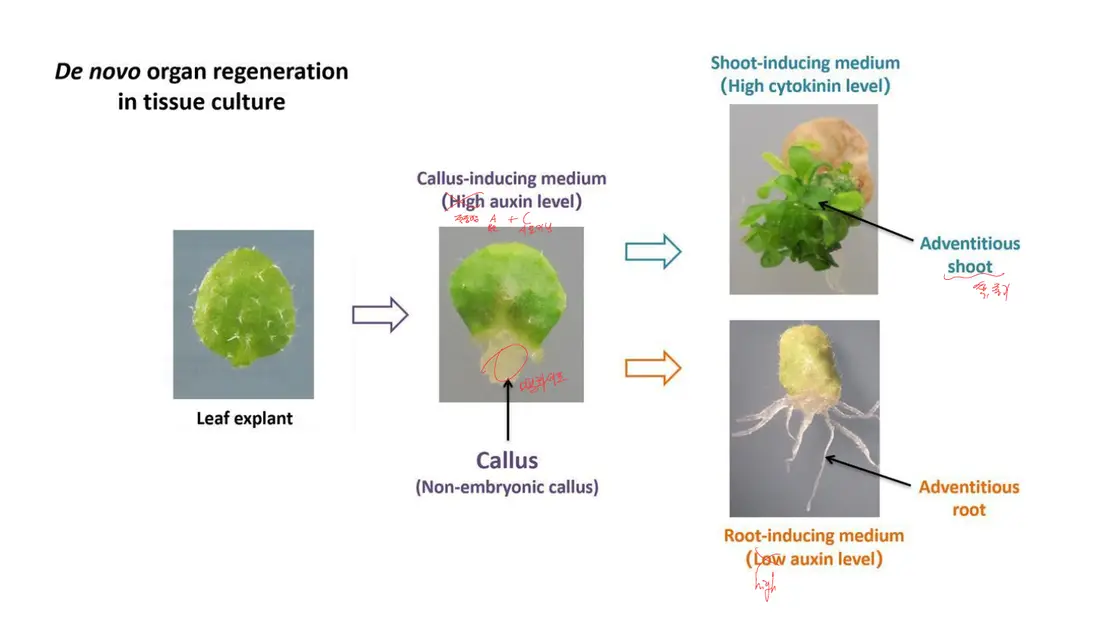 De novo organ regeneration
in tissue culture
Leaf explant
Callus-inducing medium
(High auxin level)
A + C
Callus
(Non-embryonic callus)
Shoot-inducing medium
(High cytokinin level)
Adventitious
shoot
Adventitious
root
Root-inducing medium
(Low auxin level)
high